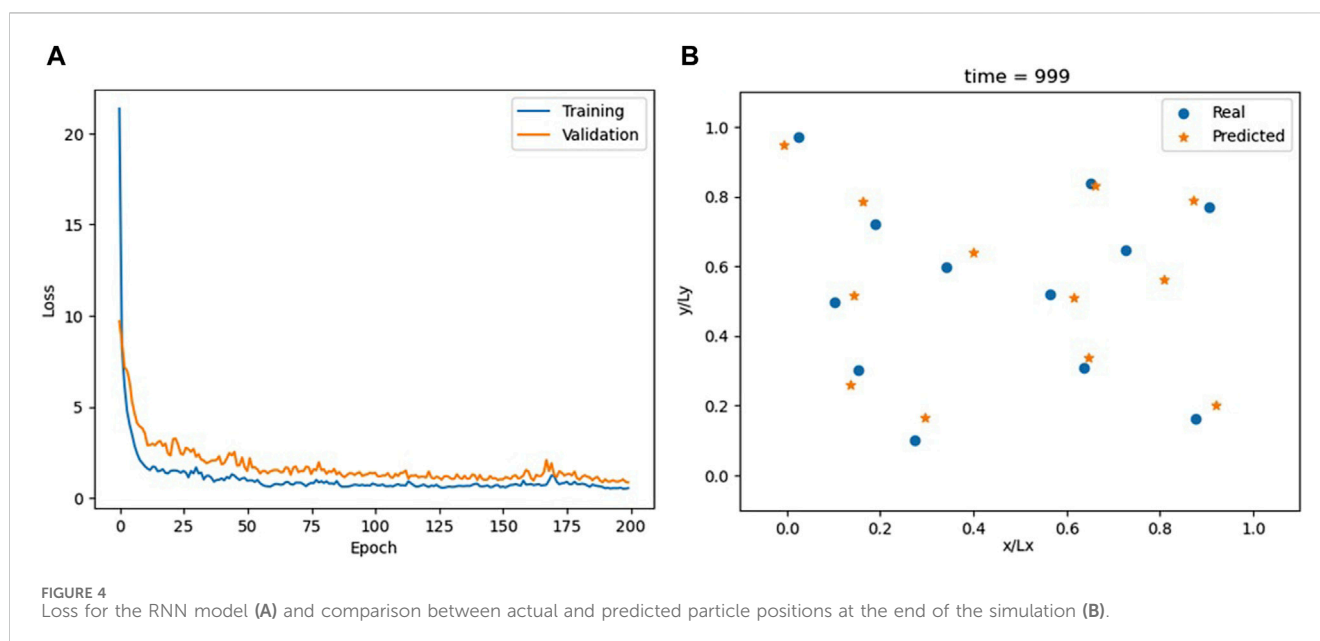 A
Training
Validation
20
15
10
5
0
Loss
0 25 50 75 100 125 150 175 200
Epoch
B
time = 999
Real
Predicted
1.0
0.8
0.6
0.4
0.2
0.0
y/Ly
0.0 0.2 0.4 0.6 0.8 1.0
x/Lx
FIGURE 4
Loss for the RNN model (A) and comparison between actual and predicted particle positions at the end of the simulation (B).